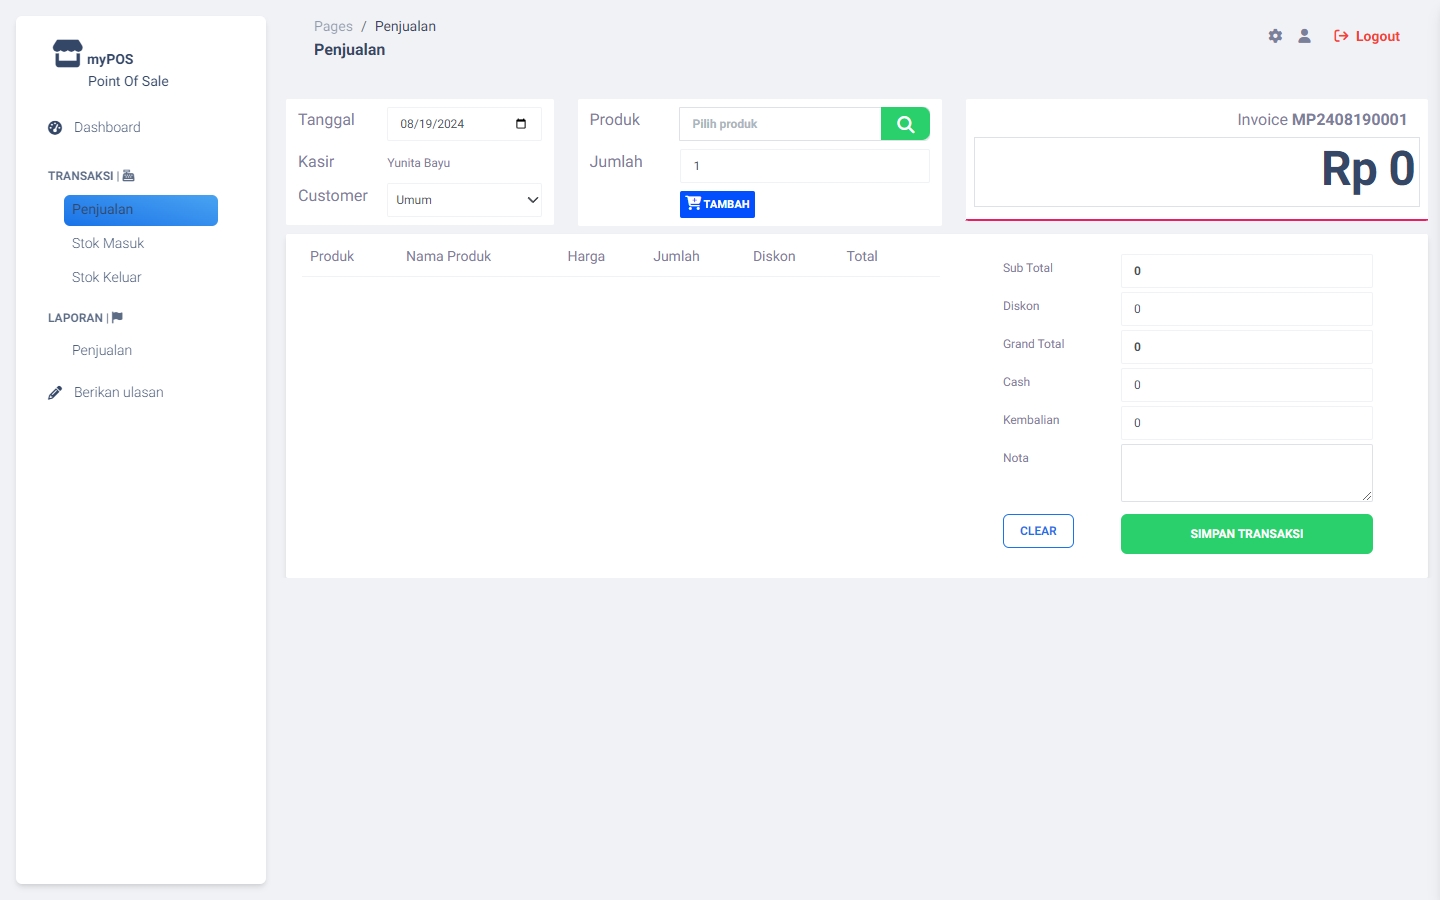 myPOS
Point Of Sale
Dashboard
TRANSAKSI |
Penjualan
Stok Masuk
Stok Keluar
LAPORAN |
Penjualan
Berikan ulasan
Pages / Penjualan
Penjualan
Logout
Tanggal 08/19/2024
Kasir Yunita Bayu
Customer Umum
Produk Pilih produk
Jumlah 1
TAMBAH
Invoice MP2408190001
Rp 0
Produk Nama Produk Harga Jumlah Diskon Total
Sub Total 0
Diskon 0
Grand Total 0
Cash 0
Kembalian 0
Nota
CLEAR SIMPAN TRANSAKSI